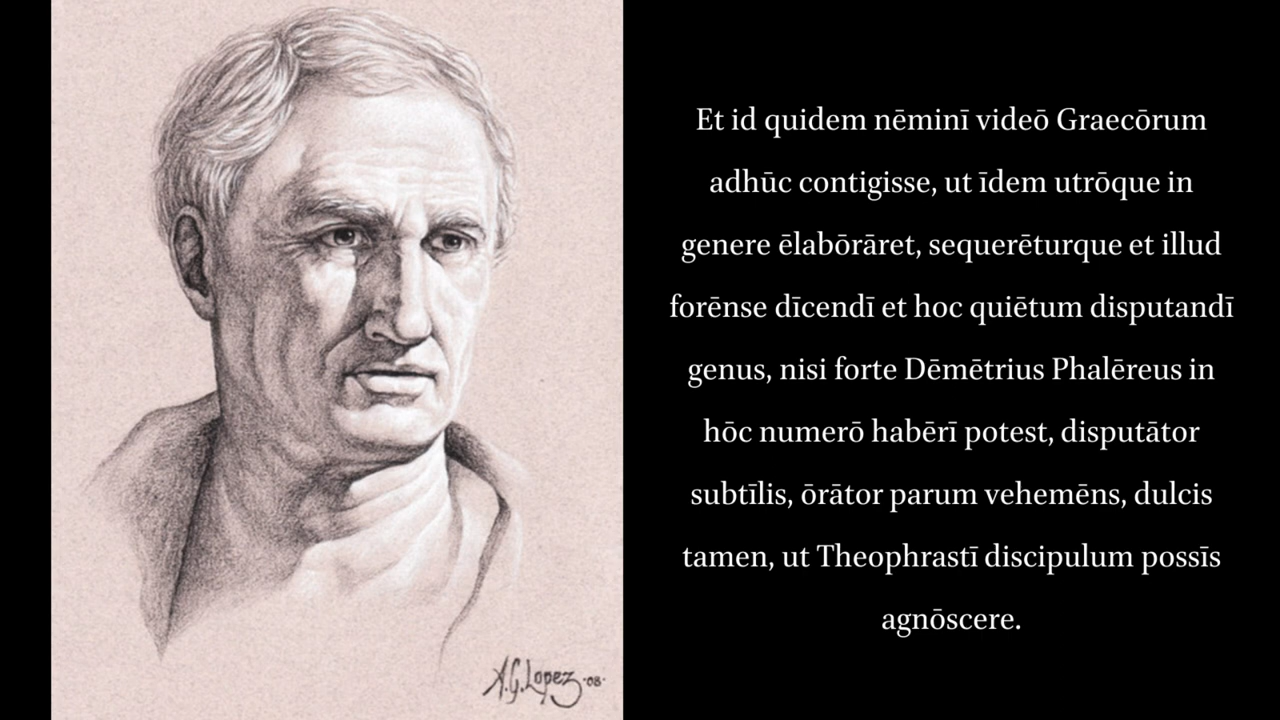 Et id quidem nēminī videō Graecōrum
adhūc contigisse, ut īdem utrōque in
genere ēlabōrāret, sequerēturque et illud
forēnse dīcendī et hoc quiētum disputandī
genus, nisi forte Dēmētrius Phalēreus in
hōc numerō habērī potest, disputātor
subtīlis, ōrātor parum vehemēns, dulcis
tamen, ut Theophrastī discipulum possīs
agnōscere.
A.G.Lopez ·08·